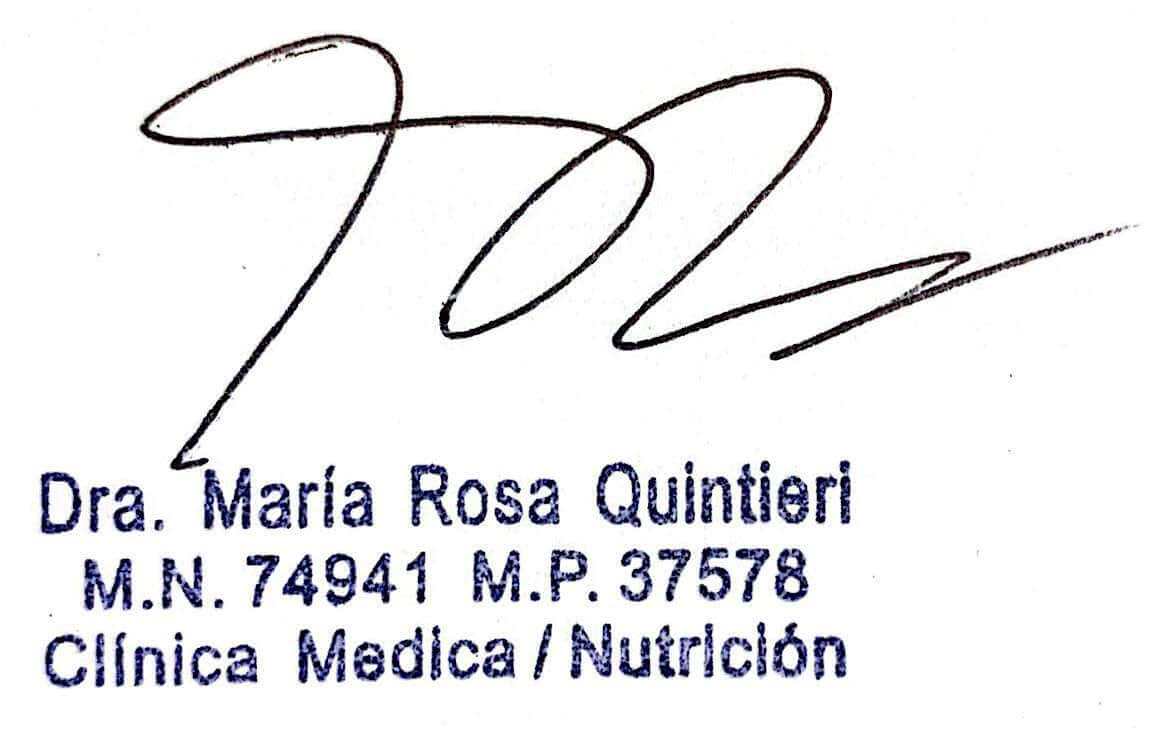 Dra. María Rosa Quintieri
M.N. 74941 M.P. 37578
Clínica Medica / Nutrición